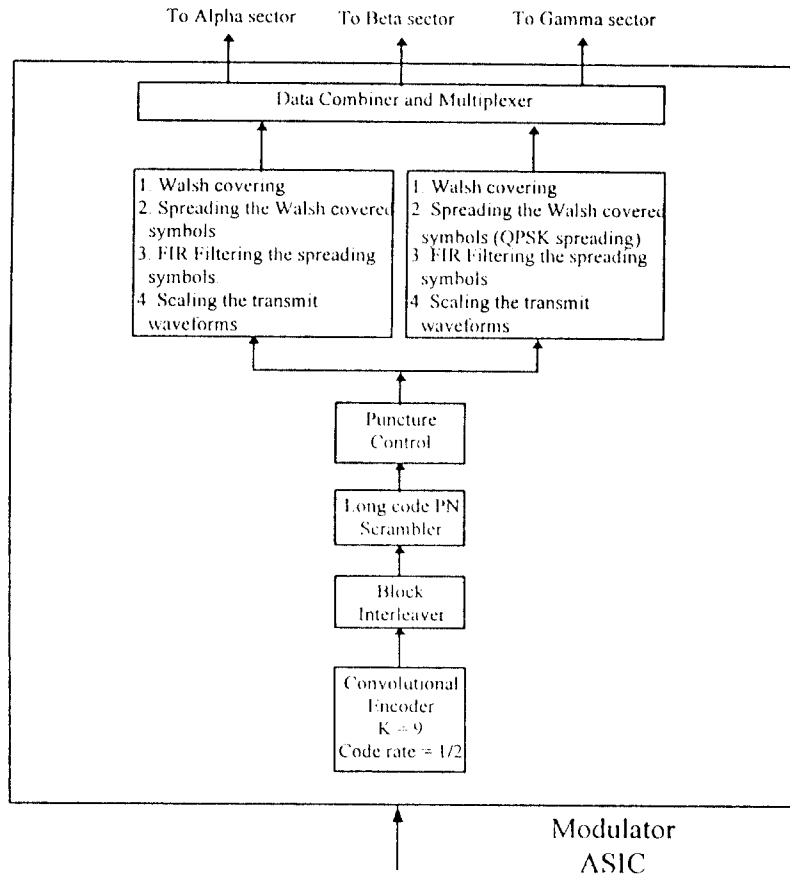 To Alpha sector To Beta sector To Gamma sector
Data Combiner and Multiplexer
1. Walsh covering
2. Spreading the Walsh covered
symbols
3. FIR Filtering the spreading
symbols.
4 Scaling the transmit
waveforms
1. Walsh covering
2 Spreading the Walsh covered
symbols (QPSK spreading)
3 FIR Filtering the spreading
symbols
4 Scaling the transmit
waveforms
Puncture
Control
Long code PN
Scrambler
Block
Interleaver
Convolutional
Encoder
K = 9
Code rate = 1/2
Modulator
ASIC